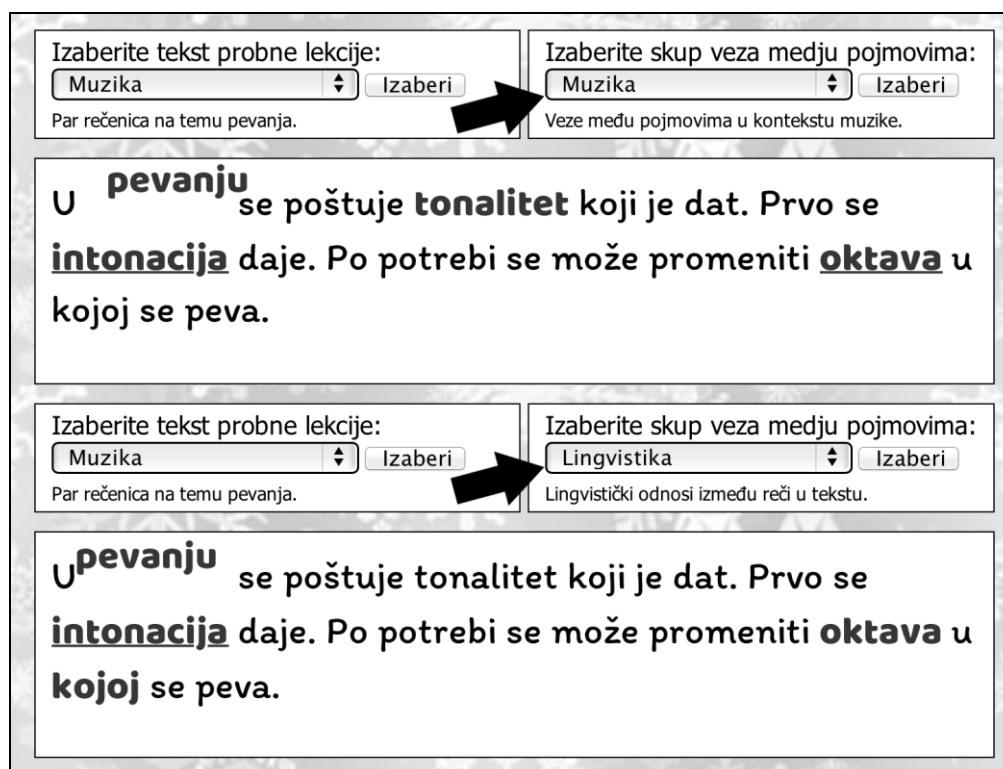 Izaberite tekst probne lekcije:
Muzika Izaberi
Par rečenica na temu pevanja.
Izaberite skup veza medju pojmovima:
Muzika Izaberi
Veze među pojmovima u kontekstu muzike.
U pevanju se poštuje tonalitet koji je dat. Prvo se
intonacija daje. Po potrebi se može promeniti oktava u
kojoj se peva.
Izaberite tekst probne lekcije:
Muzika Izaberi
Par rečenica na temu pevanja.
Izaberite skup veza medju pojmovima:
Lingvistika Izaberi
Lingvistički odnosi između reči u tekstu.
U pevanju se poštuje tonalitet koji je dat. Prvo se
intonacija daje. Po potrebi se može promeniti oktava u
kojoj se peva.